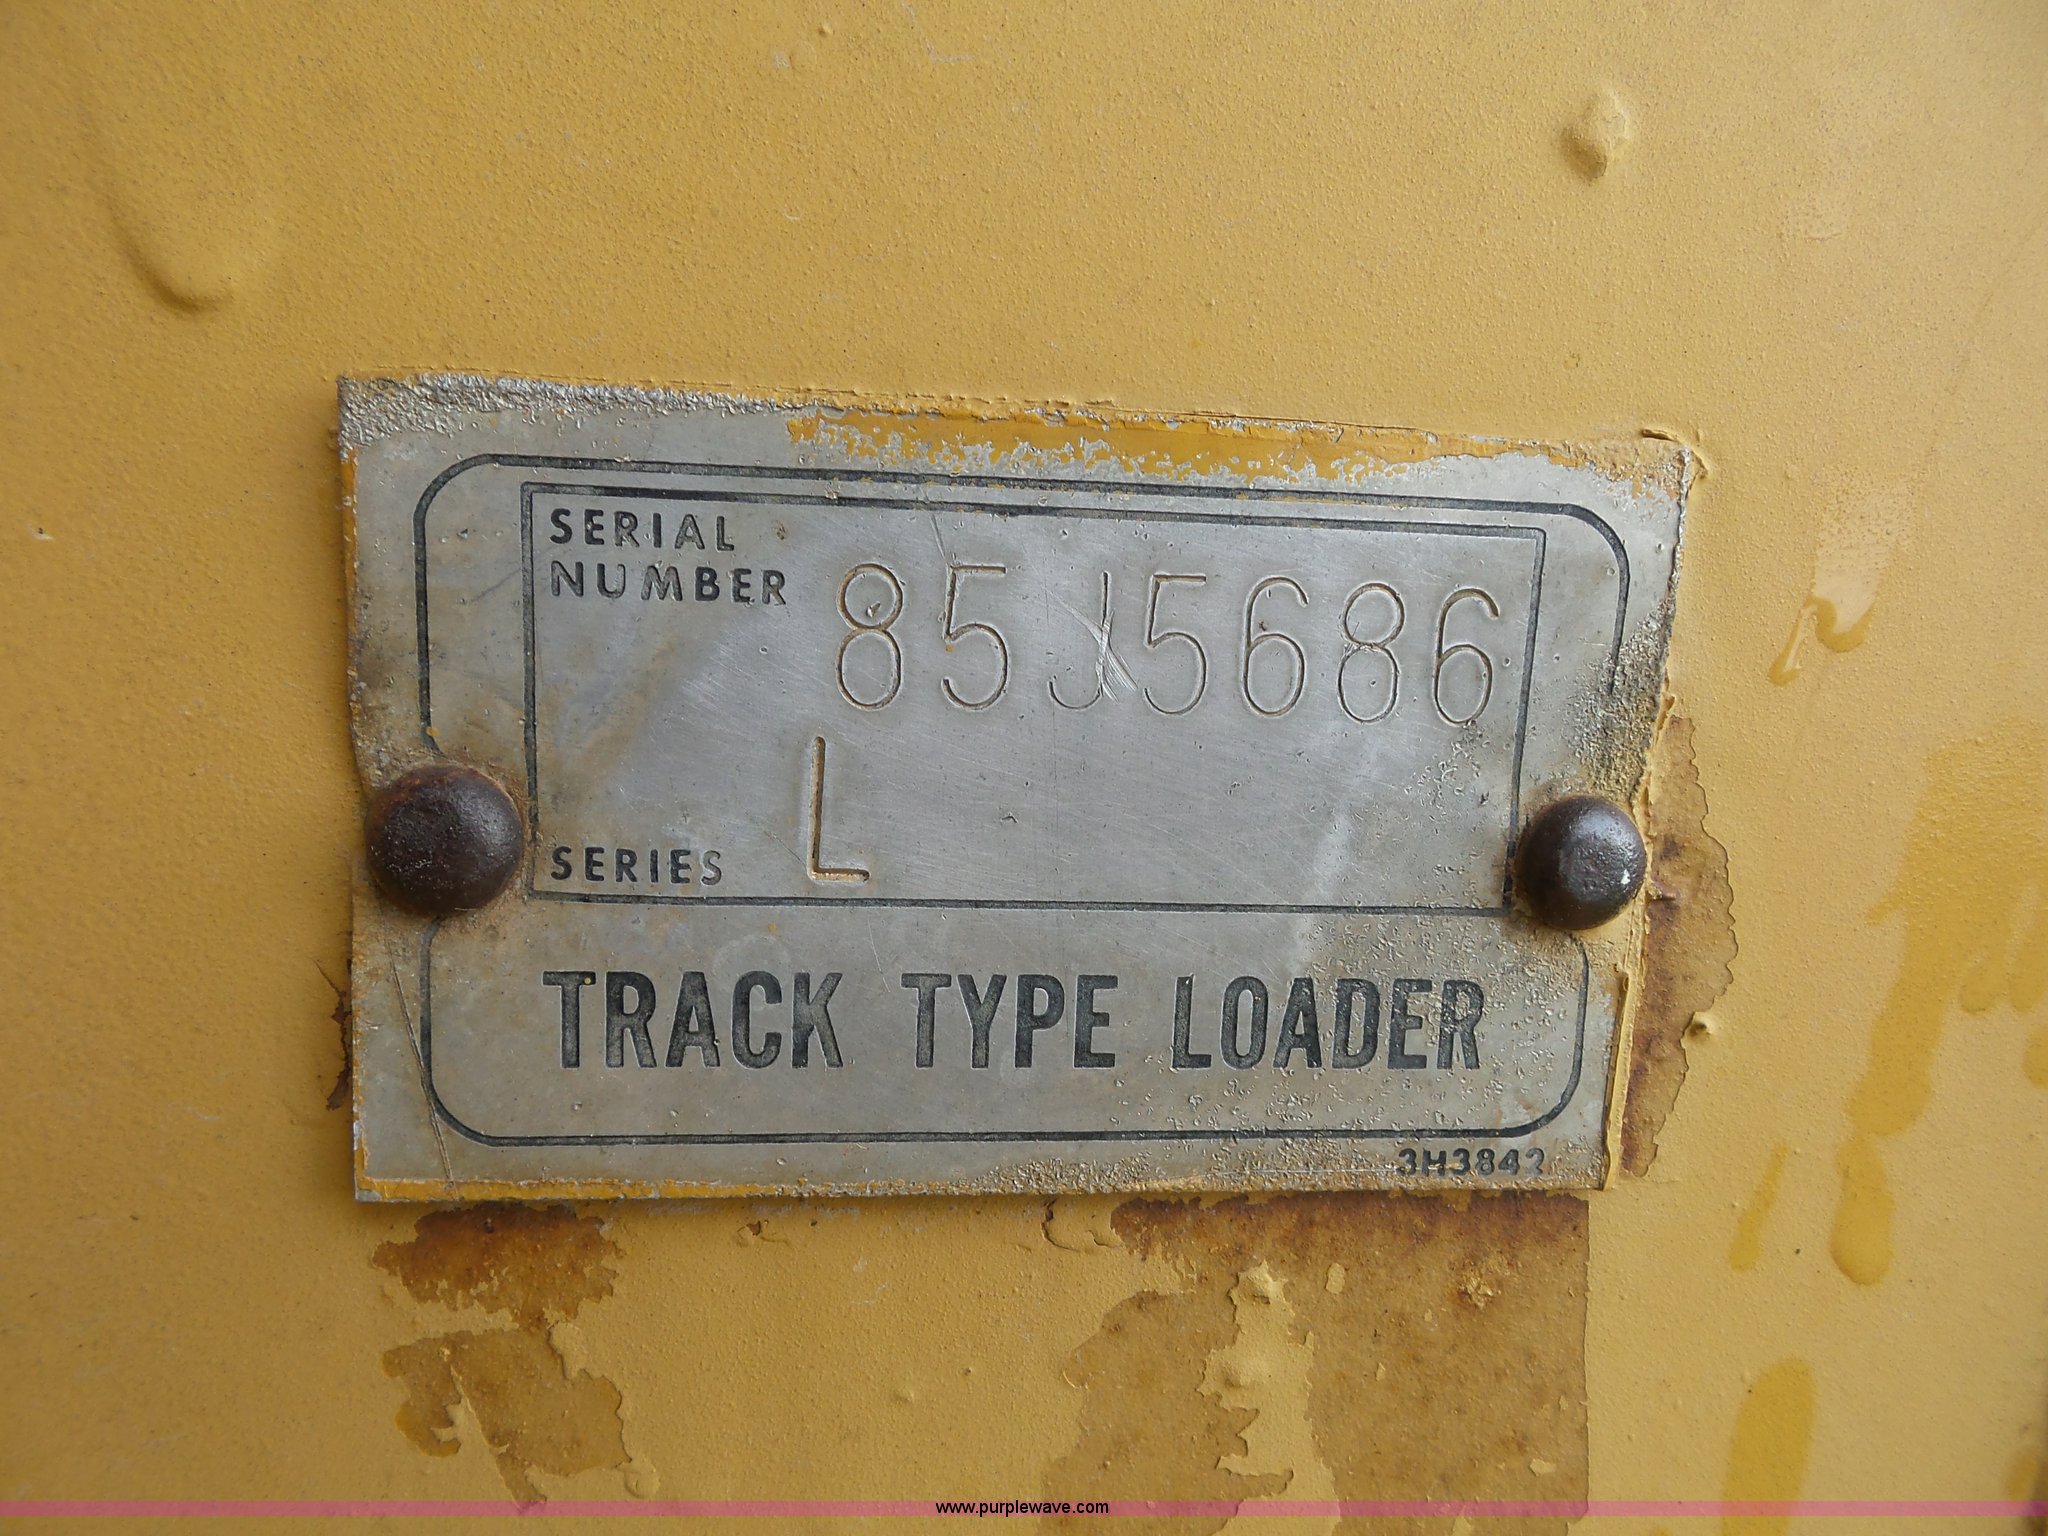 SERIAL
NUMBER 85J5686
SERIES L
TRACK TYPE LOADER
3H3842
www.purplewave.com